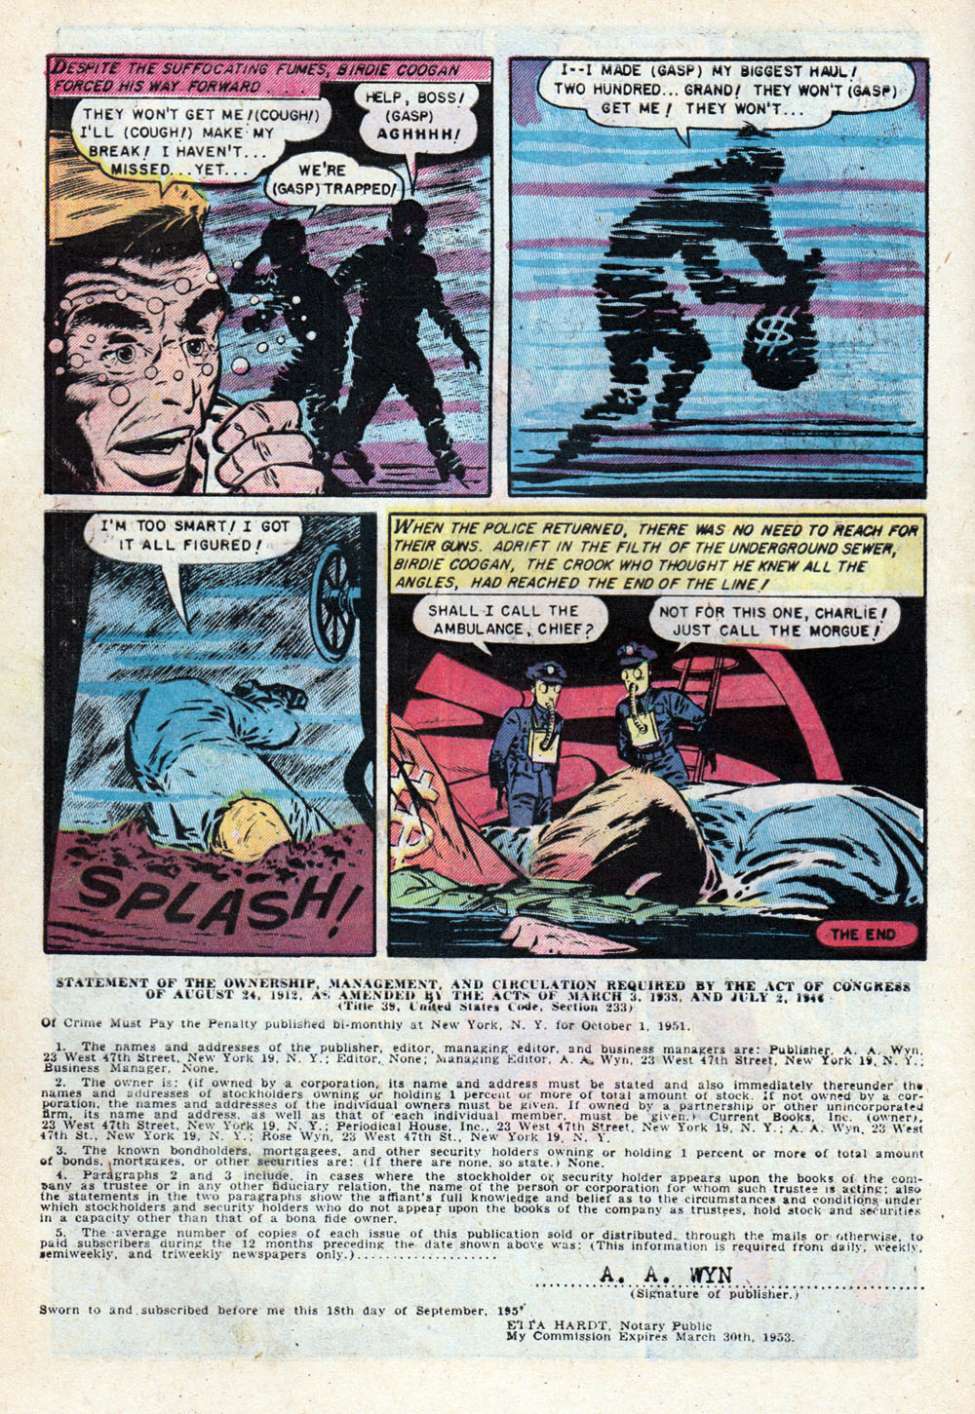 DESPITE THE SUFFOCATING FUMES, BIRDIE COOGAN
FORCED HIS WAY FORWARD . . . .
THEY WON'T GET ME!(COUGH!)
I'LL (COUGH!) MAKE MY
BREAK! I HAVEN'T...
MISSED...YET...
WE'RE
(GASP) TRAPPED!
HELP, BOSS!
(GASP)
AGHHHH!
I--I MADE (GASP) MY BIGGEST HAUL!
TWO HUNDRED... GRAND! THEY WON'T (GASP)
GET ME! THEY WON'T...
$
I'M TOO SMART! I GOT
IT ALL FIGURED!
SPLASH!
WHEN THE POLICE RETURNED, THERE WAS NO NEED TO REACH FOR
THEIR GUNS. ADRIFT IN THE FILTH OF THE UNDERGROUND SEWER,
BIRDIE COOGAN, THE CROOK WHO THOUGHT HE KNEW ALL THE
ANGLES, HAD REACHED THE END OF THE LINE!
SHALL I CALL THE
AMBULANCE, CHIEF?
NOT FOR THIS ONE, CHARLIE!
JUST CALL THE MORGUE!
THE END
STATEMENT OF THE OWNERSHIP, MANAGEMENT, AND CIRCULATION REQUIRED BY THE ACT OF CONGRESS
OF AUGUST 24, 1912, AS AMENDED BY THE ACTS OF MARCH 3, 1933, AND JULY 2, 1946
(Title 39, United States Code, Section 233)
Of Crime Must Pay the Penalty published bi-monthly at New York, N. Y. for October 1, 1951.
1. The names and addresses of the publisher, editor, managing editor, and business managers are: Publisher, A. A. Wyn,
23 West 47th Street, New York 19, N. Y.; Editor, None; Managing Editor, A. A. Wyn, 23 West 47th Street, New York 19, N. Y.;
Business Manager, None.
2. The owner is: (if owned by a corporation, its name and address must be stated and also immediately thereunder the
names and addresses of stockholders owning or holding 1 percent or more of total amount of stock. If not owned by a cor-
poration, the names and addresses of the individual owners must be given. If owned by a partnership or other unincorporated
firm, its name and address, as well as that of each individual member, must be given.) Current Books, Inc. (owner),
23 West 47th Street, New York 19, N. Y.; Periodical House, Inc., 23 West 47th Street, New York 19, N. Y.; A. A. Wyn, 23 West
47th St., New York 19, N. Y.; Rose Wyn, 23 West 47th St., New York 19, N. Y.
3. The known bondholders, mortgagees, and other security holders owning or holding 1 percent or more of total amount
of bonds, mortgages, or other securities are: (If there are none, so state.) None.
4. Paragraphs 2 and 3 include, in cases where the stockholder or security holder appears upon the books of the com-
pany as trustee or in any other fiduciary relation, the name of the person or corporation for whom such trustee is acting; also
the statements in the two paragraphs show the affiant's full knowledge and belief as to the circumstances and conditions under
which stockholders and security holders who do not appear upon the books of the company as trustees, hold stock and securities
in a capacity other than that of a bona fide owner.
5. The average number of copies of each issue of this publication sold or distributed, through the mails or otherwise, to
paid subscribers during the 12 months preceding the date shown above was: (This information is required from daily, weekly,
semiweekly, and triweekly newspapers only.)....................
A. A. WYN
(Signature of publisher.)
Sworn to and subscribed before me this 18th day of September,
ETTA HARDT, Notary Public
My Commission Expires March 30th, 1953.